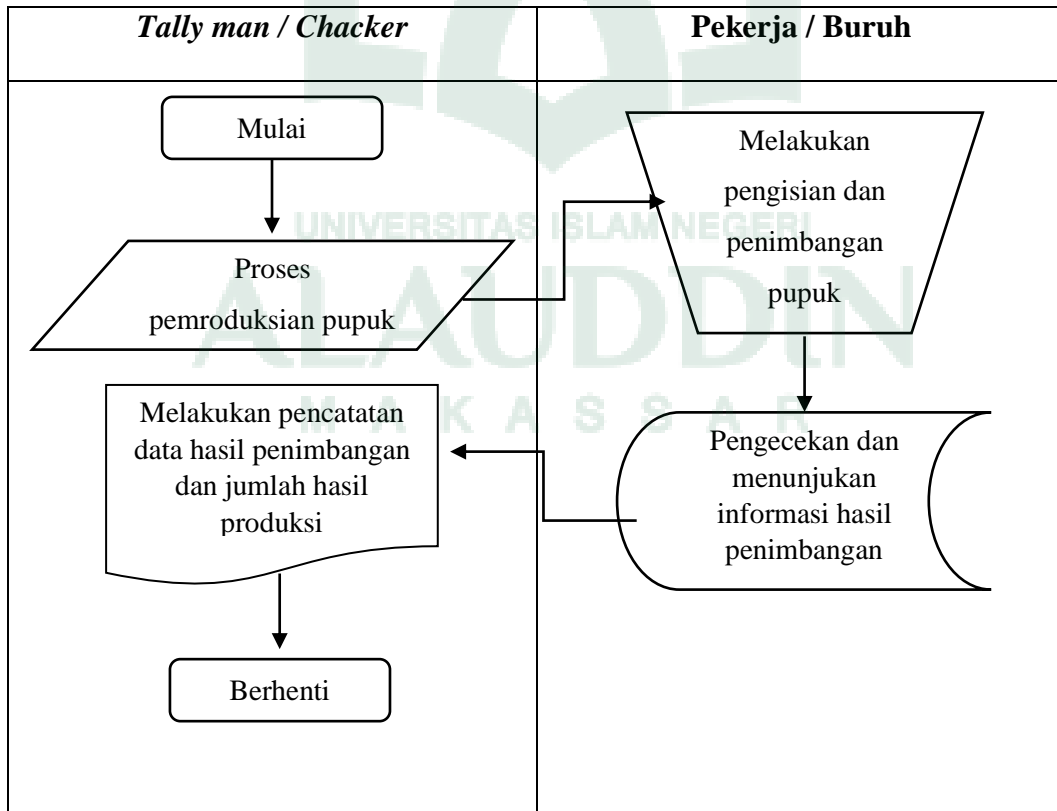 Tally man / Chacker
Pekerja / Buruh
Mulai
Proses
pemroduksian pupuk
Melakukan
pengisian dan
penimbangan
pupuk
Pengecekan dan
menunjukan
informasi hasil
penimbangan
Melakukan pencatatan
data hasil penimbangan
dan jumlah hasil
produksi
Berhenti
UNIVERSITAS ISLAM NEGERI
ALAUDDIN
MAKASSAR